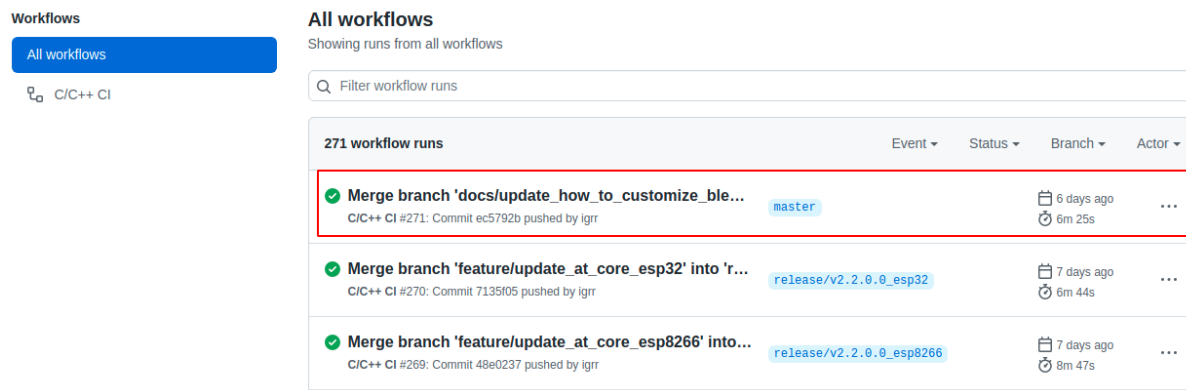 Workflows
All workflows
C/C++ CI
All workflows
Showing runs from all workflows
Filter workflow runs
271 workflow runs Event Status Branch Actor
Merge branch 'docs/update_how_to_customize_ble...
C/C++ CI #271: Commit ec5792b pushed by igrr
master
6 days ago
6m 25s
Merge branch 'feature/update_at_core_esp32' into 'r...
C/C++ CI #270: Commit 7135f05 pushed by igrr
release/v2.2.0.0_esp32
7 days ago
6m 44s
Merge branch 'feature/update_at_core_esp8266' into...
C/C++ CI #269: Commit 48e0237 pushed by igrr
release/v2.2.0.0_esp8266
7 days ago
8m 47s